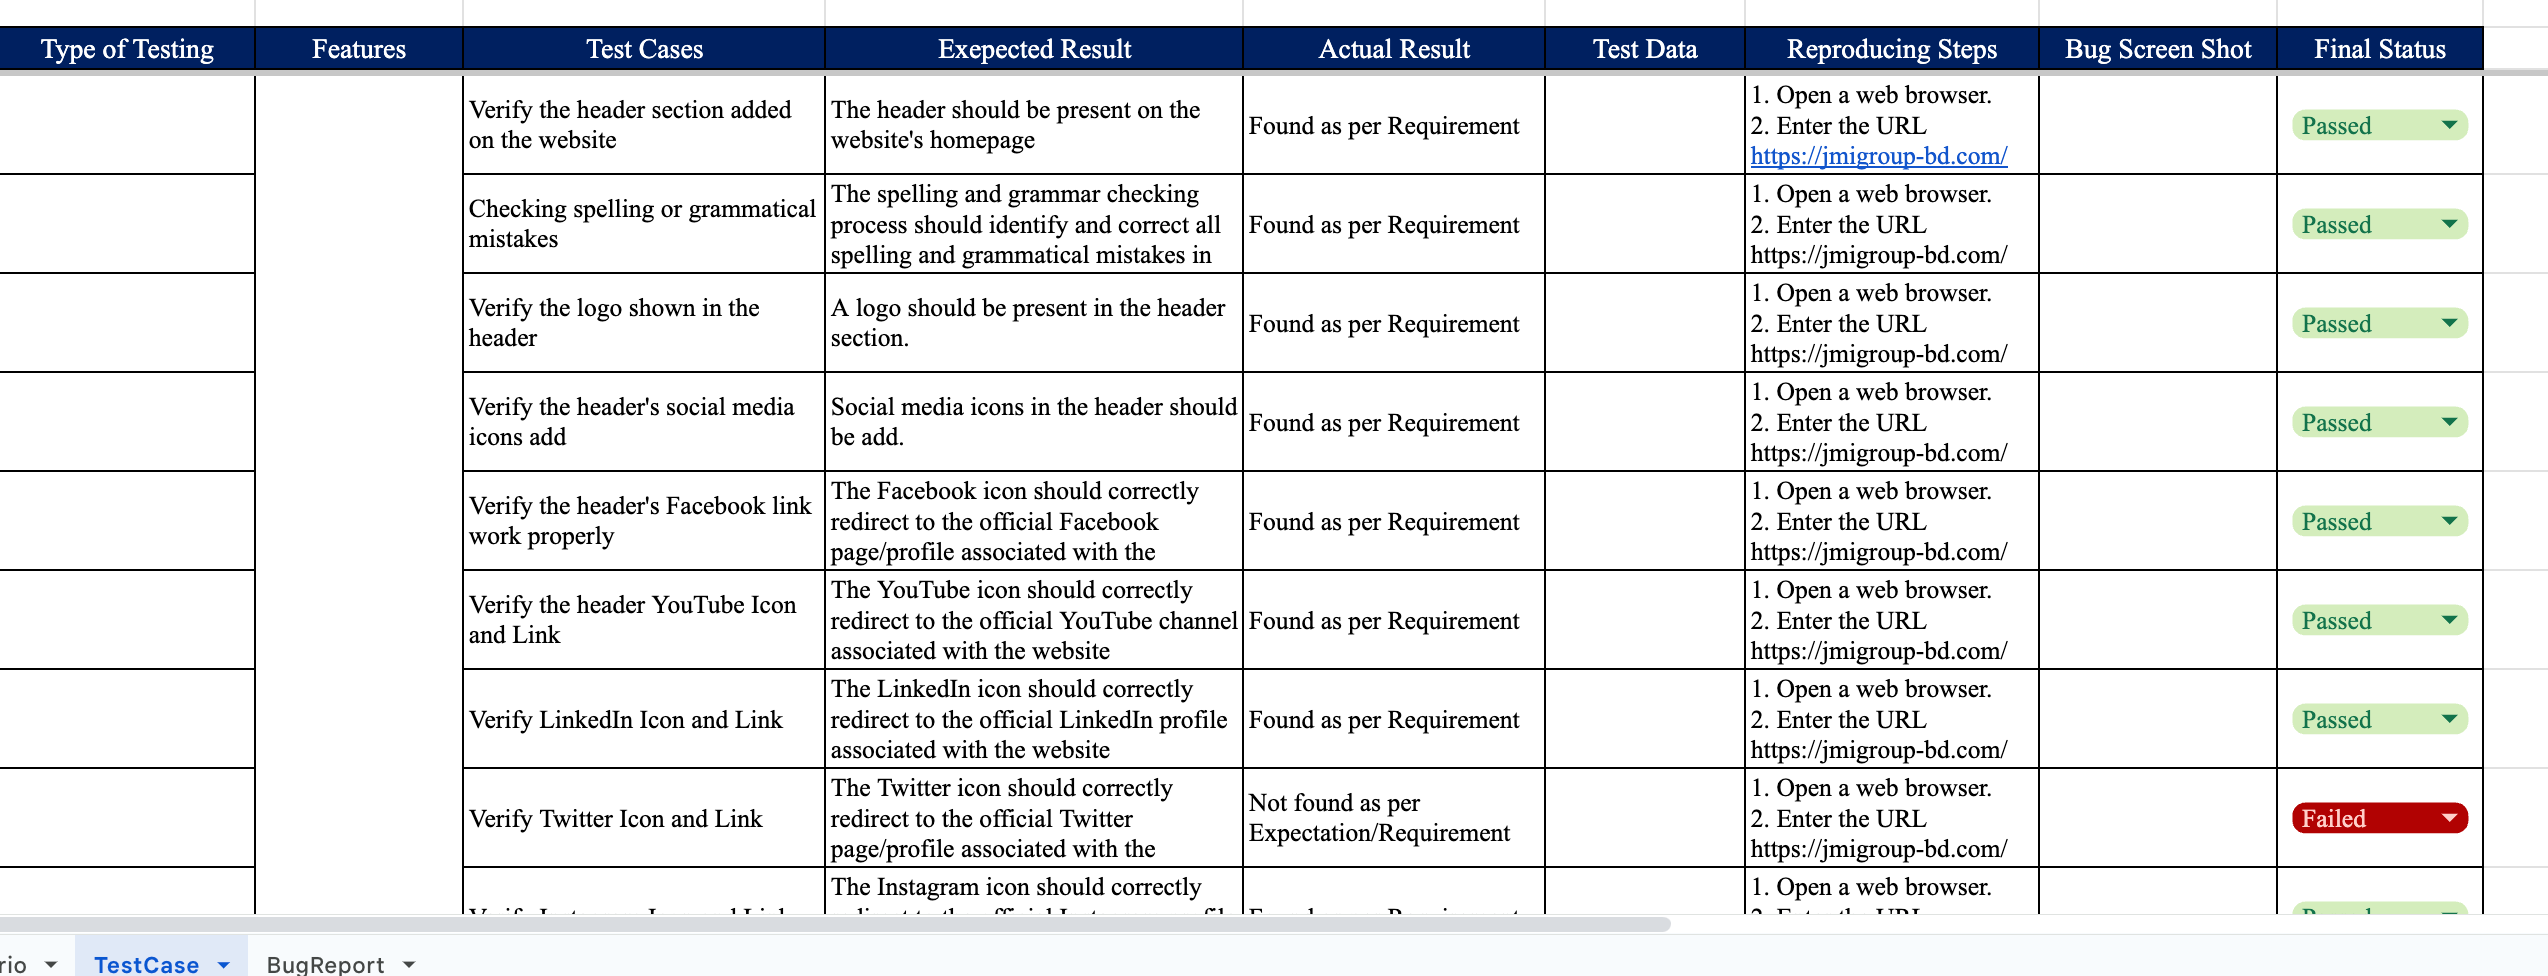 Type of Testing
Features
Test Cases
Exepected Result
Actual Result
Test Data
Reproducing Steps
Bug Screen Shot
Final Status
Verify the header section added
on the website
The header should be present on the
website's homepage
Found as per Requirement
1. Open a web browser.
2. Enter the URL
https://jmigroup-bd.com/
Passed
Checking spelling or grammatical
mistakes
The spelling and grammar checking
process should identify and correct all
spelling and grammatical mistakes in
Found as per Requirement
1. Open a web browser.
2. Enter the URL
https://jmigroup-bd.com/
Passed
Verify the logo shown in the
header
A logo should be present in the header
section.
Found as per Requirement
1. Open a web browser.
2. Enter the URL
https://jmigroup-bd.com/
Passed
Verify the header's social media
icons add
Social media icons in the header should
be add.
Found as per Requirement
1. Open a web browser.
2. Enter the URL
https://jmigroup-bd.com/
Passed
Verify the header's Facebook link
work properly
The Facebook icon should correctly
redirect to the official Facebook
page/profile associated with the
Found as per Requirement
1. Open a web browser.
2. Enter the URL
https://jmigroup-bd.com/
Passed
Verify the header YouTube Icon
and Link
The YouTube icon should correctly
redirect to the official YouTube channel
associated with the website
Found as per Requirement
1. Open a web browser.
2. Enter the URL
https://jmigroup-bd.com/
Passed
Verify LinkedIn Icon and Link
The LinkedIn icon should correctly
redirect to the official LinkedIn profile
associated with the website
Found as per Requirement
1. Open a web browser.
2. Enter the URL
https://jmigroup-bd.com/
Passed
Verify Twitter Icon and Link
The Twitter icon should correctly
redirect to the official Twitter
page/profile associated with the
Not found as per
Expectation/Requirement
1. Open a web browser.
2. Enter the URL
https://jmigroup-bd.com/
Failed
The Instagram icon should correctly
1. Open a web browser.
rio
TestCase
BugReport